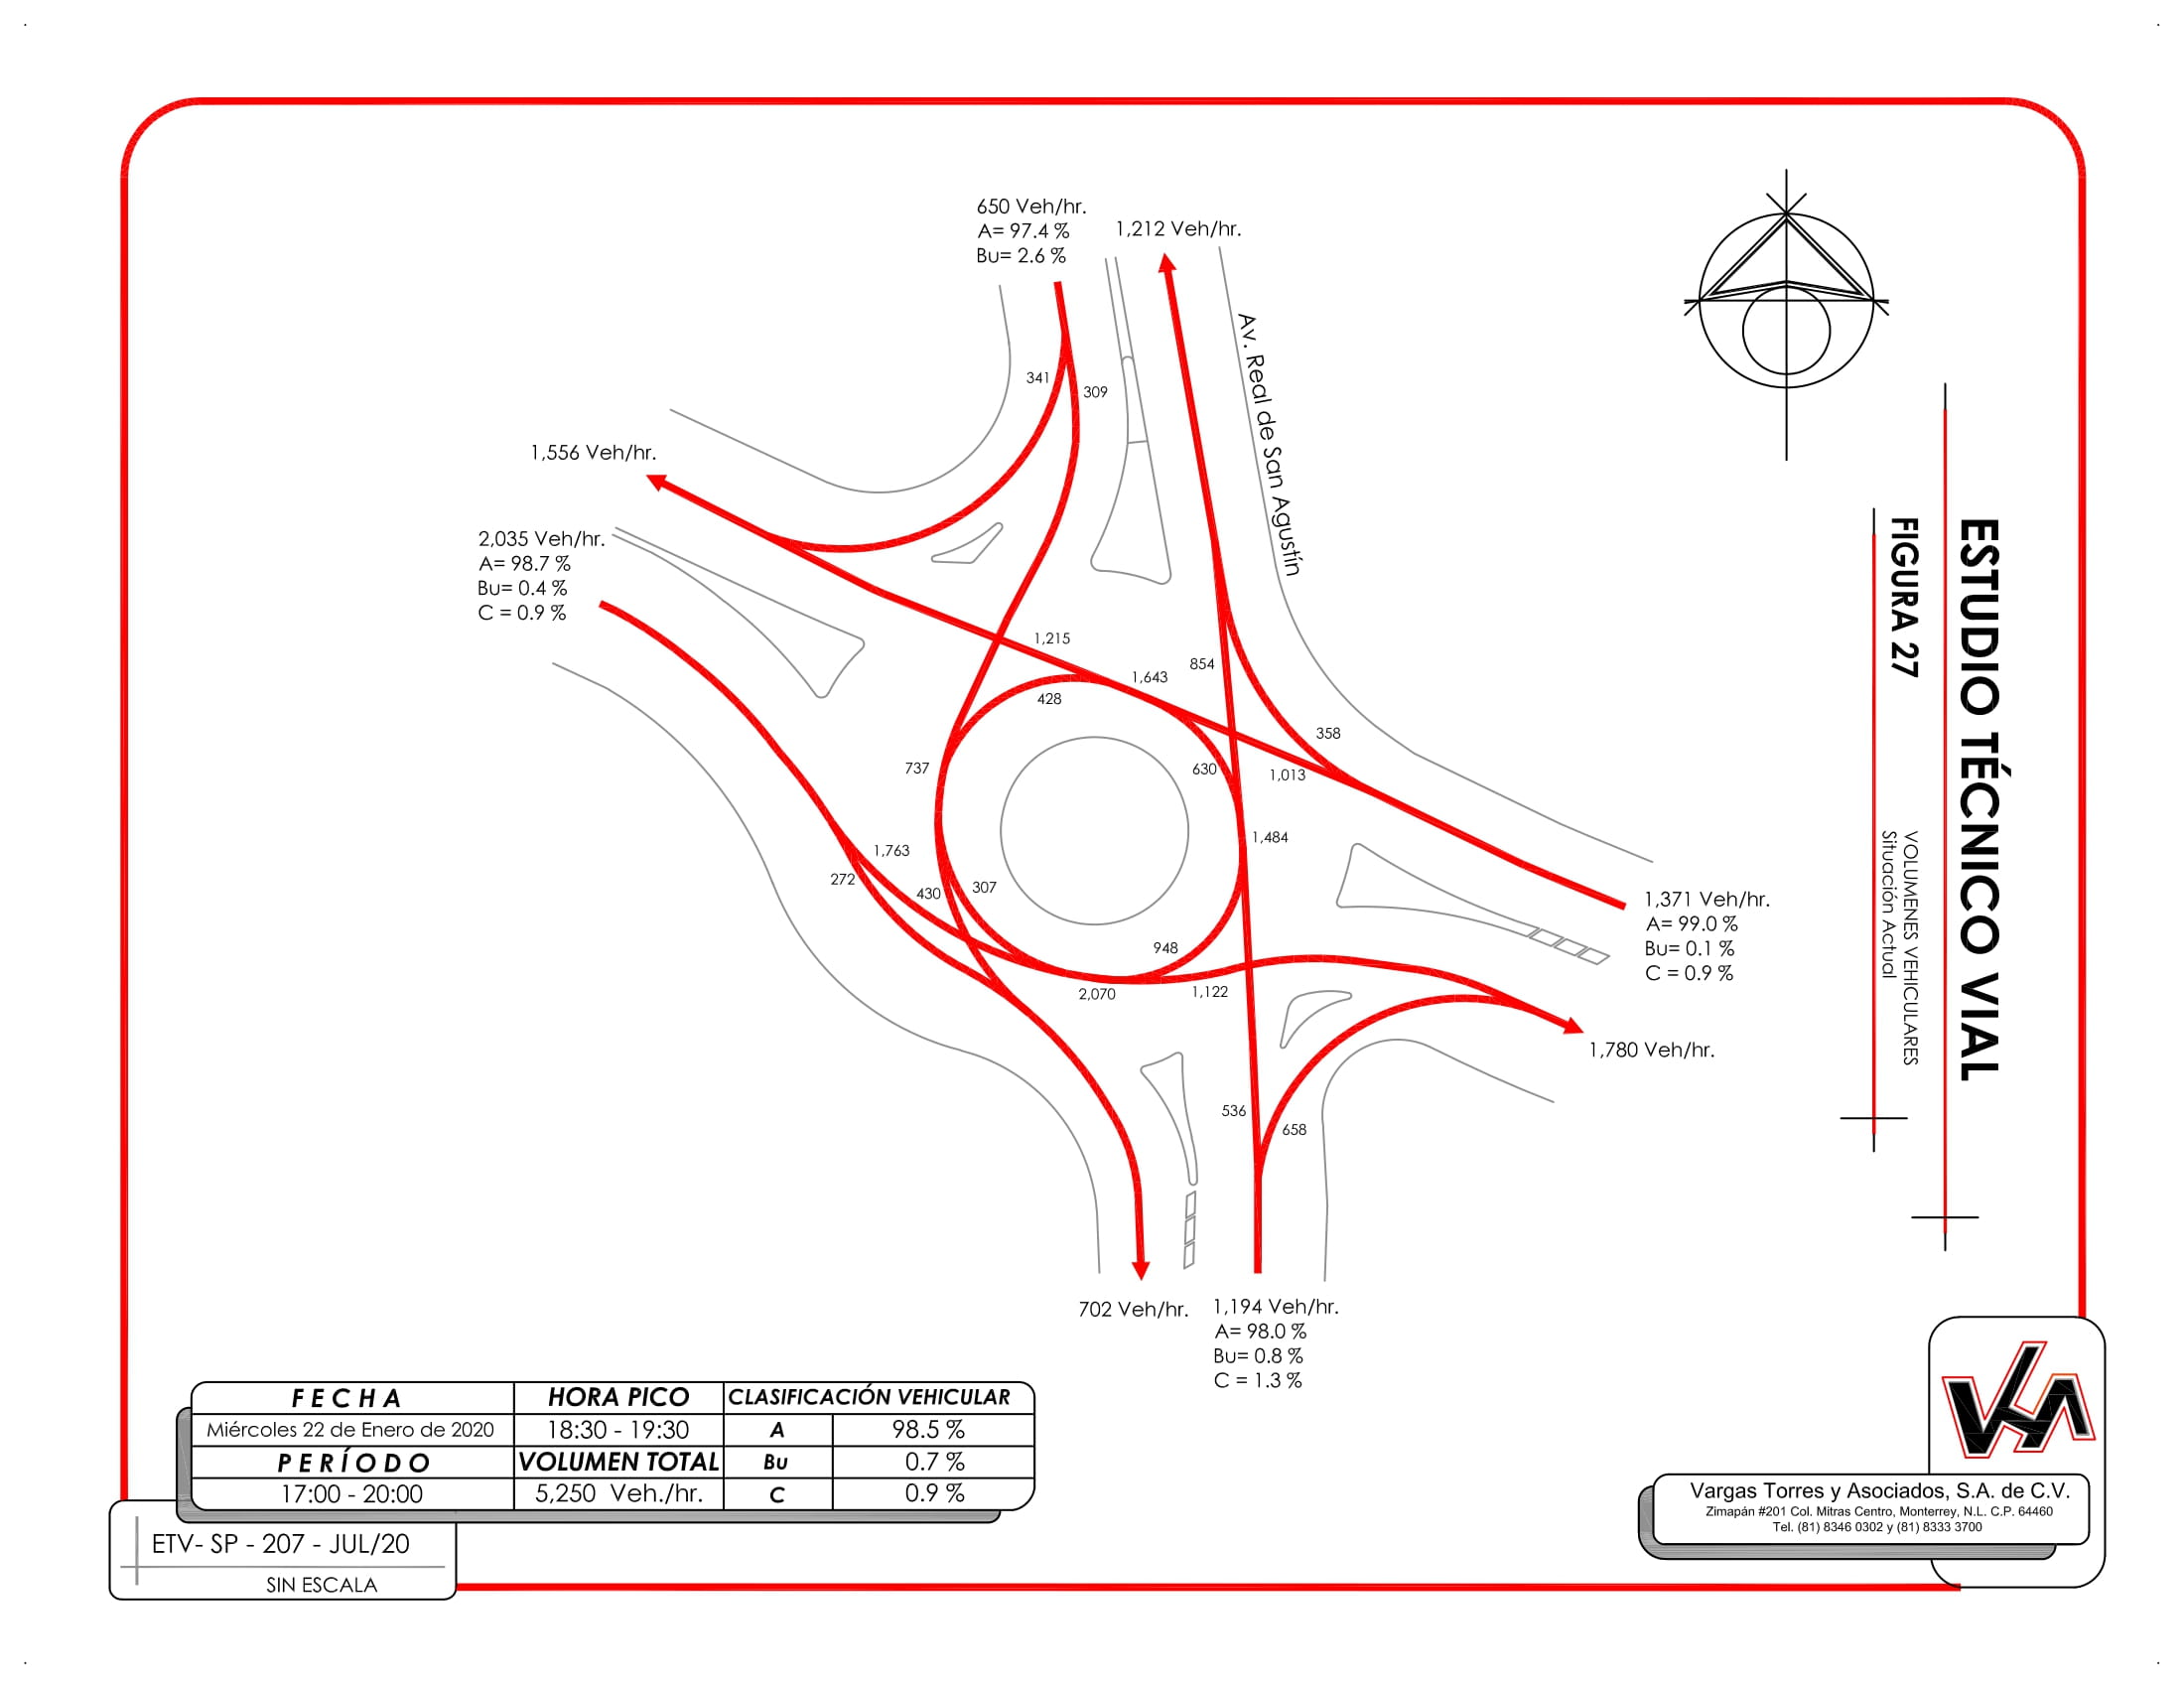 650 Veh/hr.
A= 97.4 %
Bu= 2.6 %
1,212 Veh/hr.
Av. Real de San Agustín
341
309
1,556 Veh/hr.
2,035 Veh/hr.
A= 98.7 %
Bu= 0.4 %
C = 0.9 %
1,215
854
1,643
428
358
737
630
1,013
1,484
1,763
272
430
307
948
2,070
1,122
1,371 Veh/hr.
A= 99.0 %
Bu= 0.1 %
C = 0.9 %
1,780 Veh/hr.
536
658
702 Veh/hr.
1,194 Veh/hr.
A= 98.0 %
Bu= 0.8 %
C = 1.3 %
ESTUDIO TÉCNICO VIAL
FIGURA 27
VOLUMENES VEHICULARES
Situación Actual
FECHA
HORA PICO
CLASIFICACIÓN VEHICULAR
Miércoles 22 de Enero de 2020
18:30 - 19:30
A
98.5 %
PERÍODO
VOLUMEN TOTAL
Bu
0.7 %
17:00 - 20:00
5,250 Veh./hr.
C
0.9 %
ETV- SP - 207 - JUL/20
SIN ESCALA
Vargas Torres y Asociados, S.A. de C.V.
Zimapán #201 Col. Mitras Centro, Monterrey, N.L. C.P. 64460
Tel. (81) 8346 0302 y (81) 8333 3700